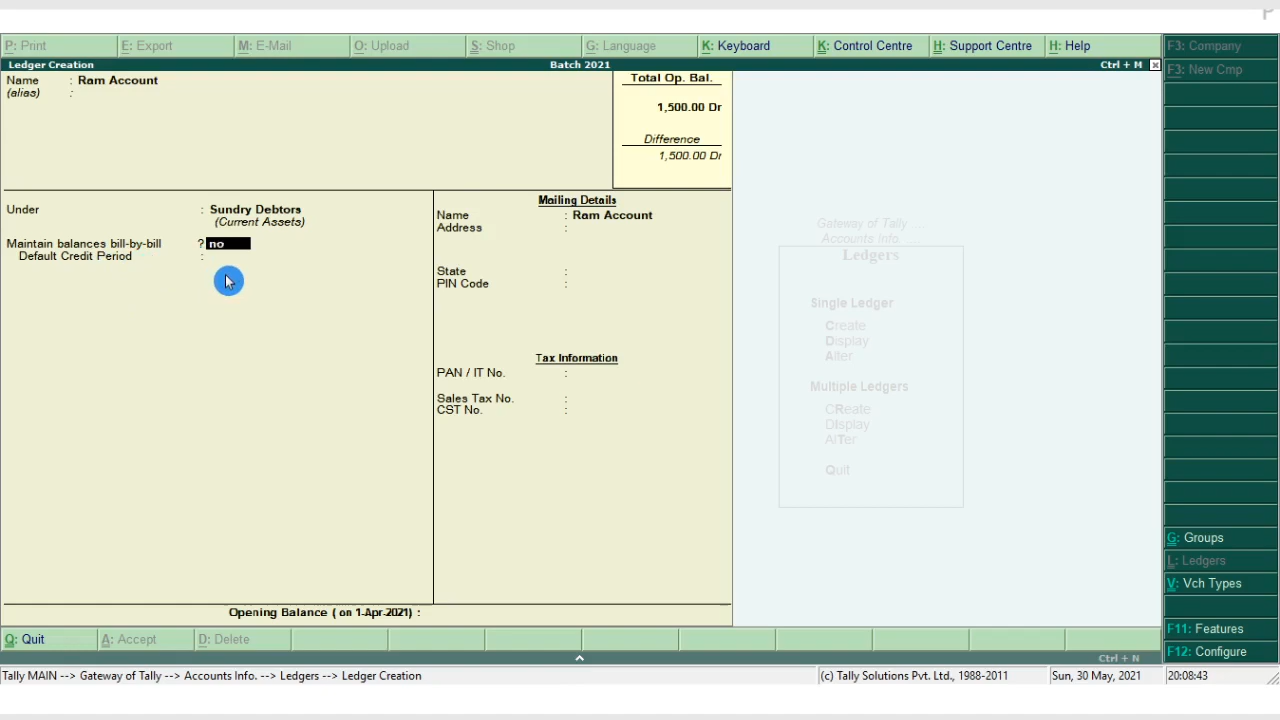 P
P: Print E: Export M: E-Mail O: Upload S: Shop G: Language K: Keyboard K: Control Centre H: Support Centre H: Help
F3: Company
F3: New Cmp
Ledger Creation Batch 2021 Ctrl + M
Name : Ram Account
(alias) :
Total Op. Bal.
1,500.00 Dr
Difference
1,500.00 Dr
Under : Sundry Debtors
(Current Assets)
Maintain balances bill-by-bill ? no
Default Credit Period :
Mailing Details
Name : Ram Account
Address :
State :
PIN Code :
Tax Information
PAN / IT No. :
Sales Tax No. :
CST No. :
Gateway of Tally .....
Accounts Info. .....
Ledgers
Single Ledger
Create
Display
Alter
Multiple Ledgers
CReate
DIsplay
AlTer
Quit
G: Groups
L: Ledgers
V: Vch Types
F11: Features
F12: Configure
Opening Balance ( on 1-Apr-2021) :
Q: Quit A: Accept D: Delete
Ctrl + N
Tally MAIN --> Gateway of Tally --> Accounts Info. --> Ledgers --> Ledger Creation (c) Tally Solutions Pvt. Ltd., 1988-2011 Sun, 30 May, 2021 20:08:43